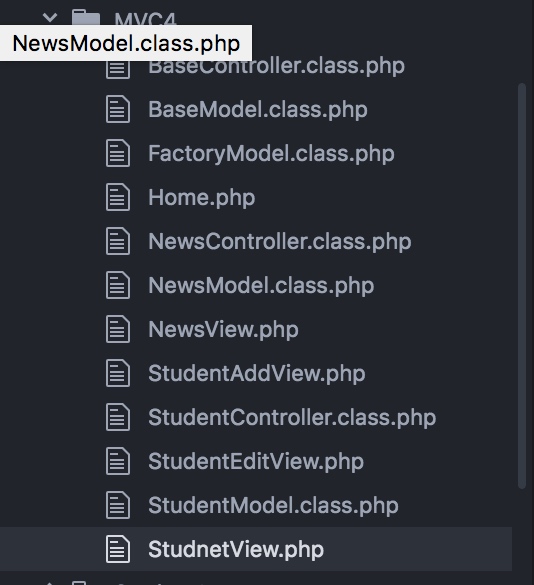 MVC4
NewsModel.class.php
BaseController.class.php
BaseModel.class.php
FactoryModel.class.php
Home.php
NewsController.class.php
NewsModel.class.php
NewsView.php
StudentAddView.php
StudentController.class.php
StudentEditView.php
StudentModel.class.php
StudnetView.php